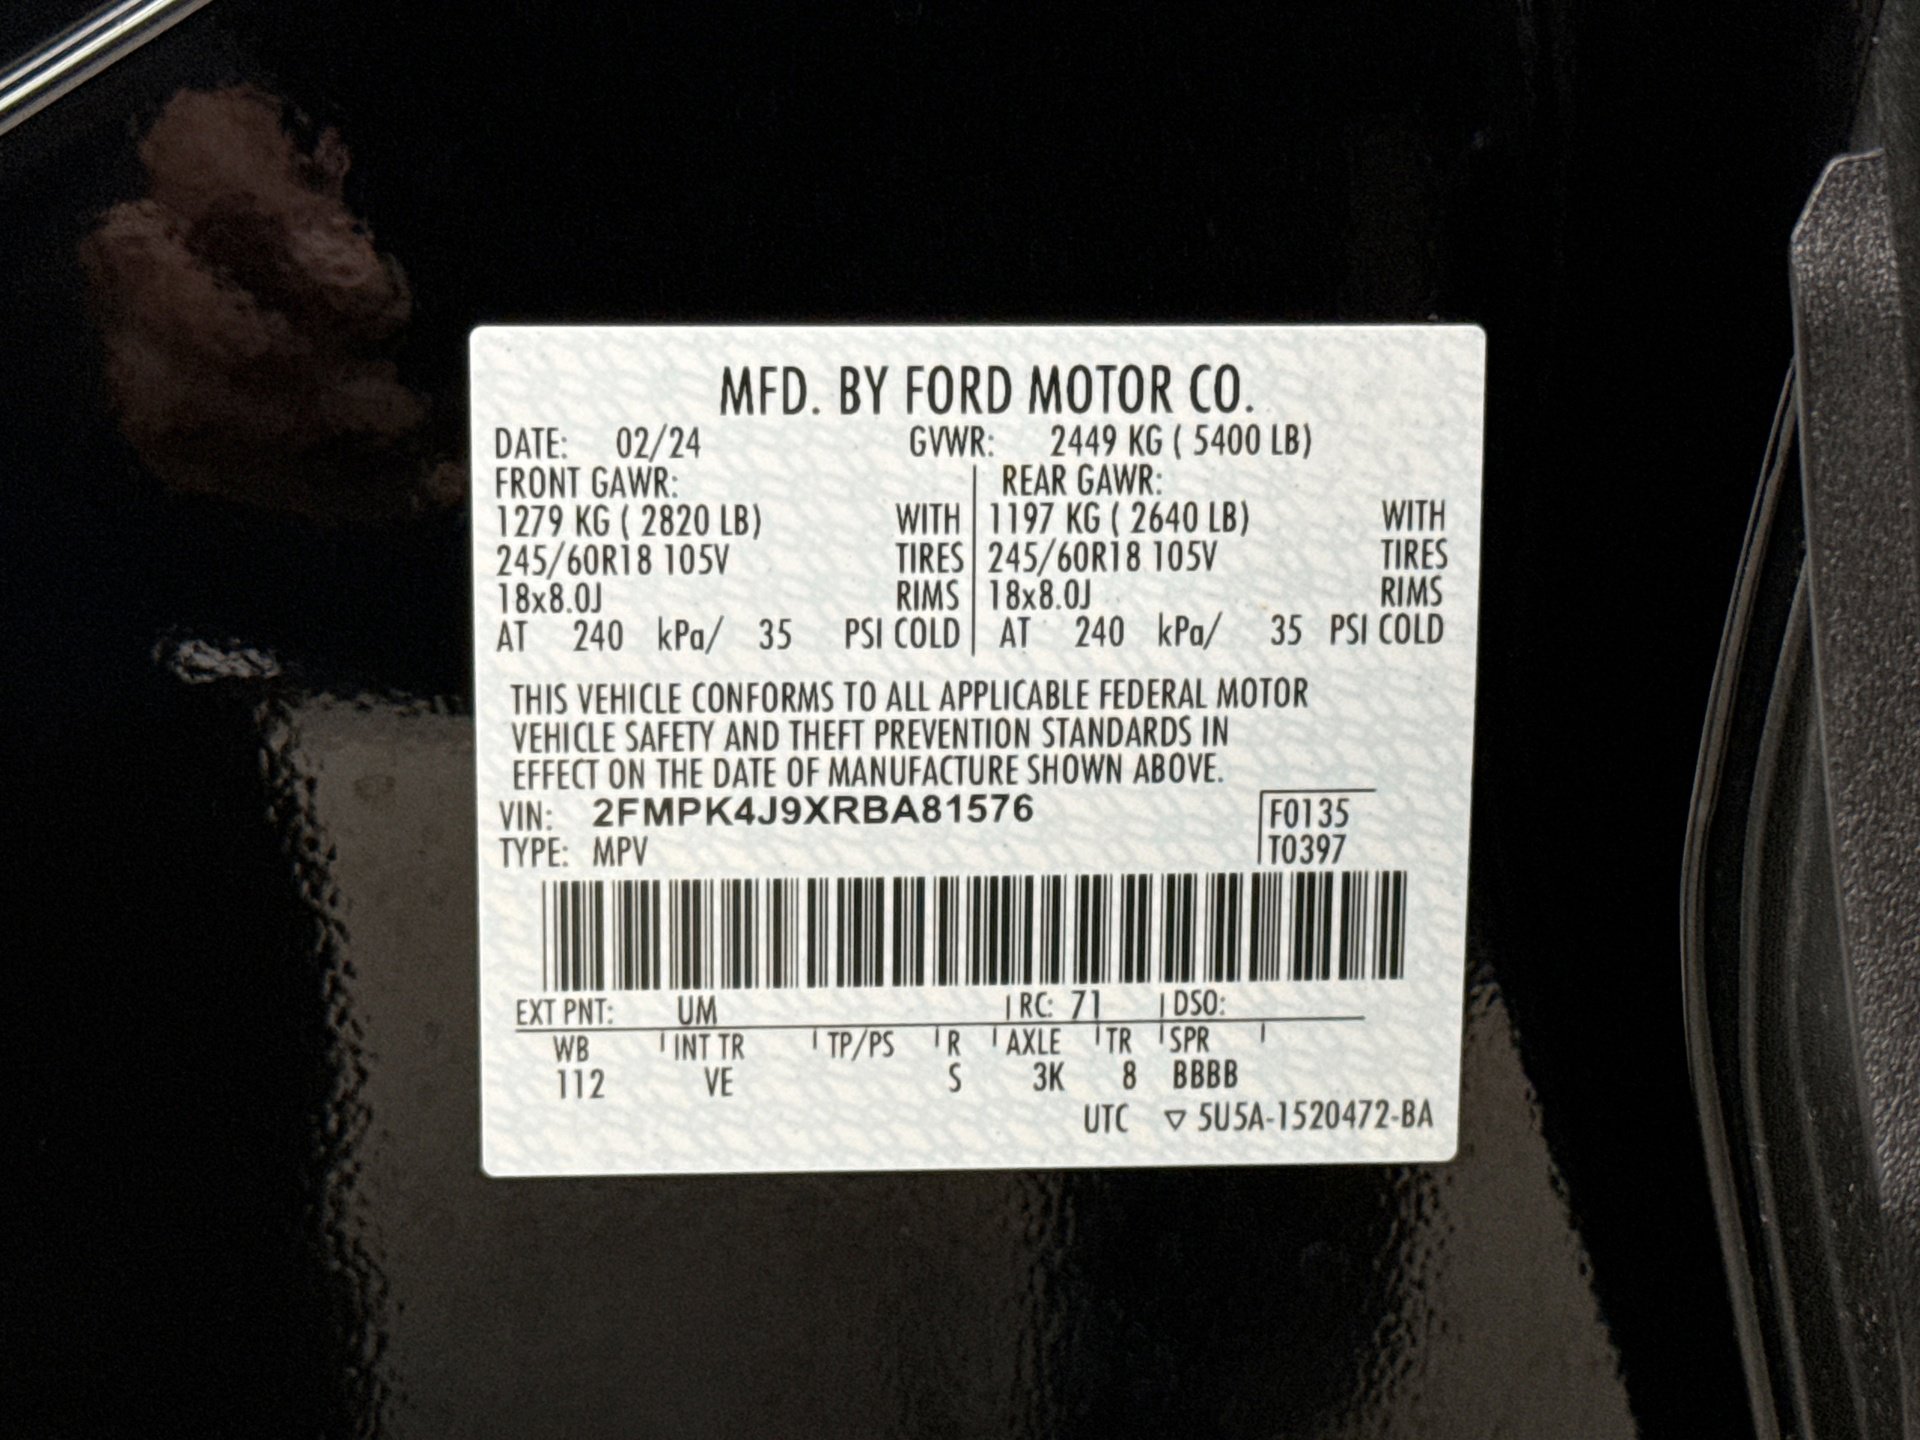 MFD. BY FORD MOTOR CO.
DATE: 02/24 GVWR: 2449 KG ( 5400 LB)
FRONT GAWR: REAR GAWR:
1279 KG ( 2820 LB) WITH 1197 KG ( 2640 LB) WITH
245/60R18 105V TIRES 245/60R18 105V TIRES
18x8.0J RIMS 18x8.0J RIMS
AT 240 kPa/ 35 PSI COLD AT 240 kPa/ 35 PSI COLD
THIS VEHICLE CONFORMS TO ALL APPLICABLE FEDERAL MOTOR
VEHICLE SAFETY AND THEFT PREVENTION STANDARDS IN
EFFECT ON THE DATE OF MANUFACTURE SHOWN ABOVE.
VIN: 2FMPK4J9XRBA81576 F0135
TYPE: MPV T0397
EXT PNT: UM RC: 71 DSO:
WB INT TR TP/PS R AXLE TR SPR
112 VE S 3K 8 BBBB
UTC ▽ 5U5A-1520472-BA